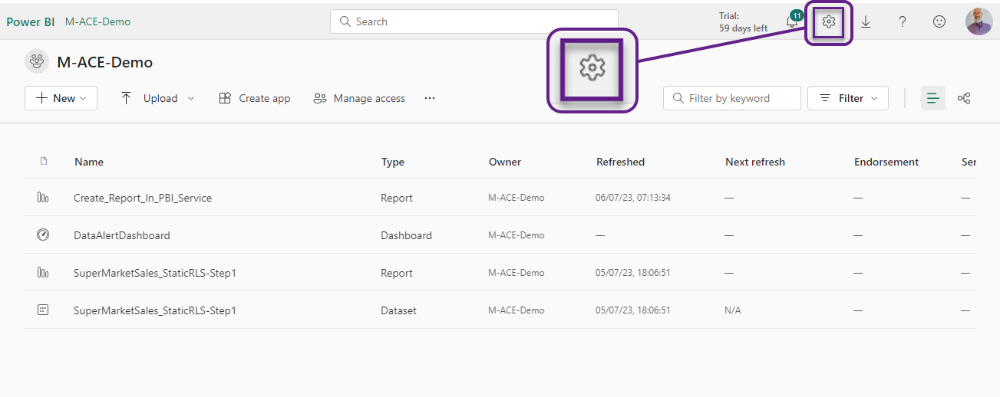 Power BI M-ACE-Demo Search Trial: 11
59 days left
M-ACE-Demo
New Upload Create app Manage access ... Filter by keyword Filter
Name Type Owner Refreshed Next refresh Endorsement Ser
Create_Report_In_PBI_Service Report M-ACE-Demo 06/07/23, 07:13:34 — — —
DataAlertDashboard Dashboard M-ACE-Demo — — — —
SuperMarketSales_StaticRLS-Step1 Report M-ACE-Demo 05/07/23, 18:06:51 — — —
SuperMarketSales_StaticRLS-Step1 Dataset M-ACE-Demo 05/07/23, 18:06:51 N/A — —